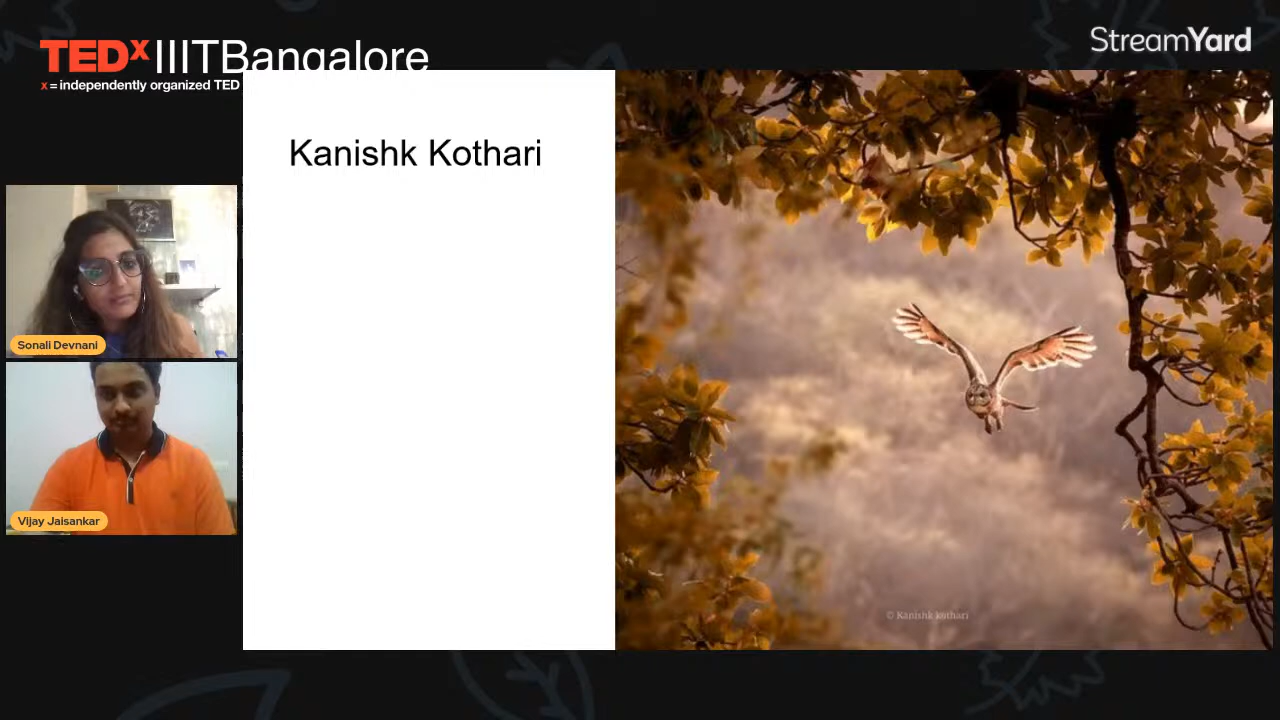 TEDxIIITBangalore
x = independently organized TED
StreamYard
Kanishk Kothari
Sonali Devnani
Vijay Jaisankar
© Kanishk kothari